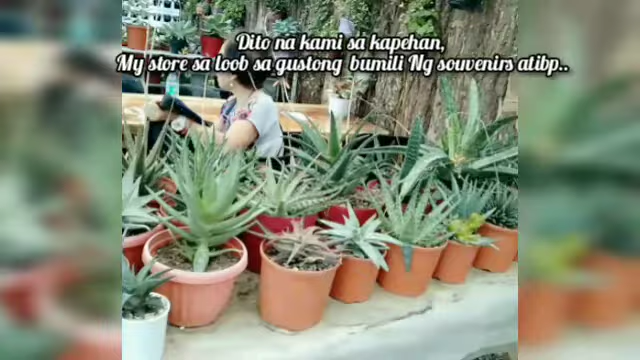 Dito na kami sa kapehan,
My store sa loob sa gustong bumili Ng souvenirs atibp..